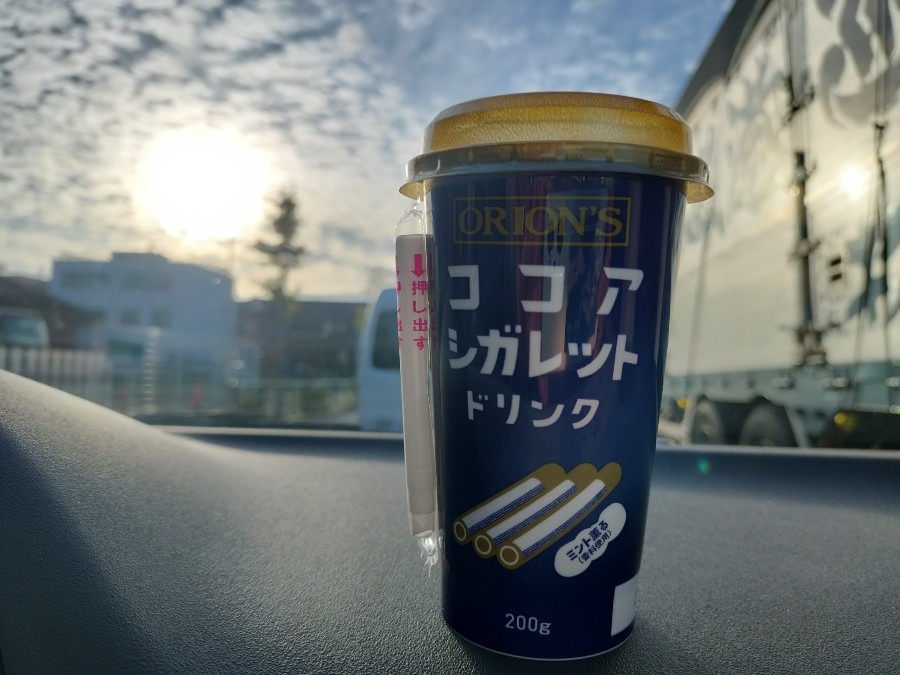 ORION'S
ココア
シガレット
ドリンク
ミント薫る
(香料使用)
200g
押し出す